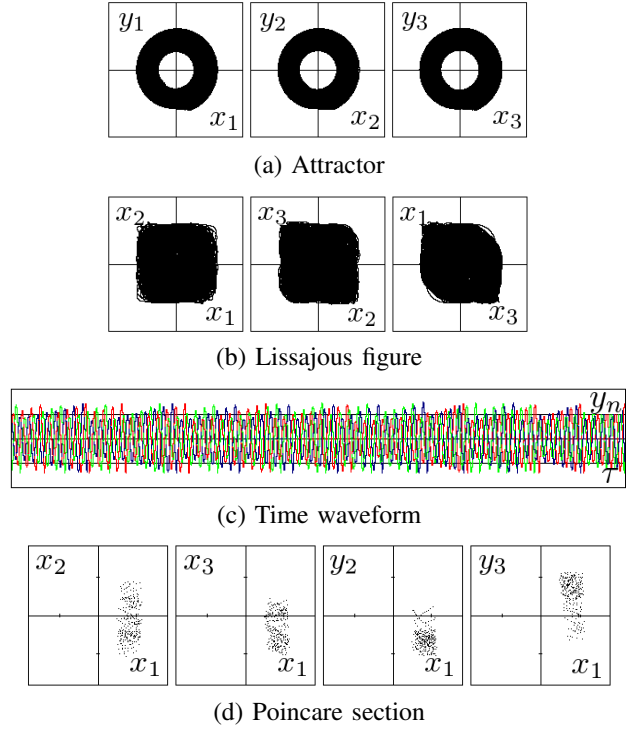 y₁ y₂ y₃
x₁ x₂ x₃
(a) Attractor
x₂ x₃ x₁
x₁ x₂ x₃
(b) Lissajous figure
yₙ
τ
(c) Time waveform
x₂ x₃ y₂ y₃
x₁ x₁ x₁ x₁
(d) Poincare section